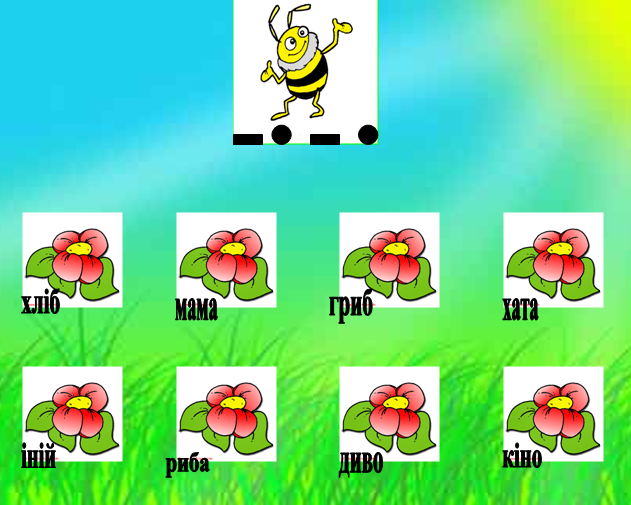 хліб
мама
гриб
хата
іній
риба
диво
кіно